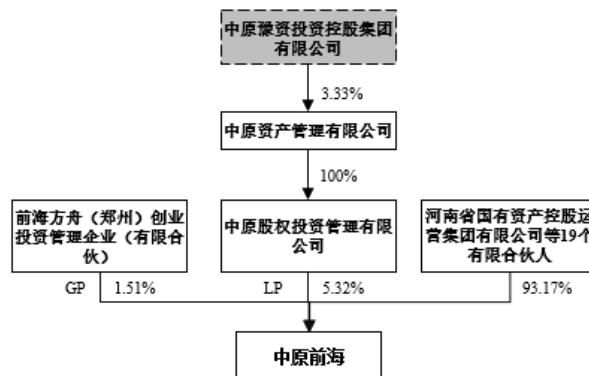 中原豫资投资控股集团
有限公司
3.33%
中原资产管理有限公司
100%
前海方舟（郑州）创业
投资管理企业（有限合
伙）
中原股权投资管理有限
公司
河南省国有资产控股运
营集团有限公司等19个
有限合伙人
GP 1.51%
LP 5.32%
93.17%
中原前海